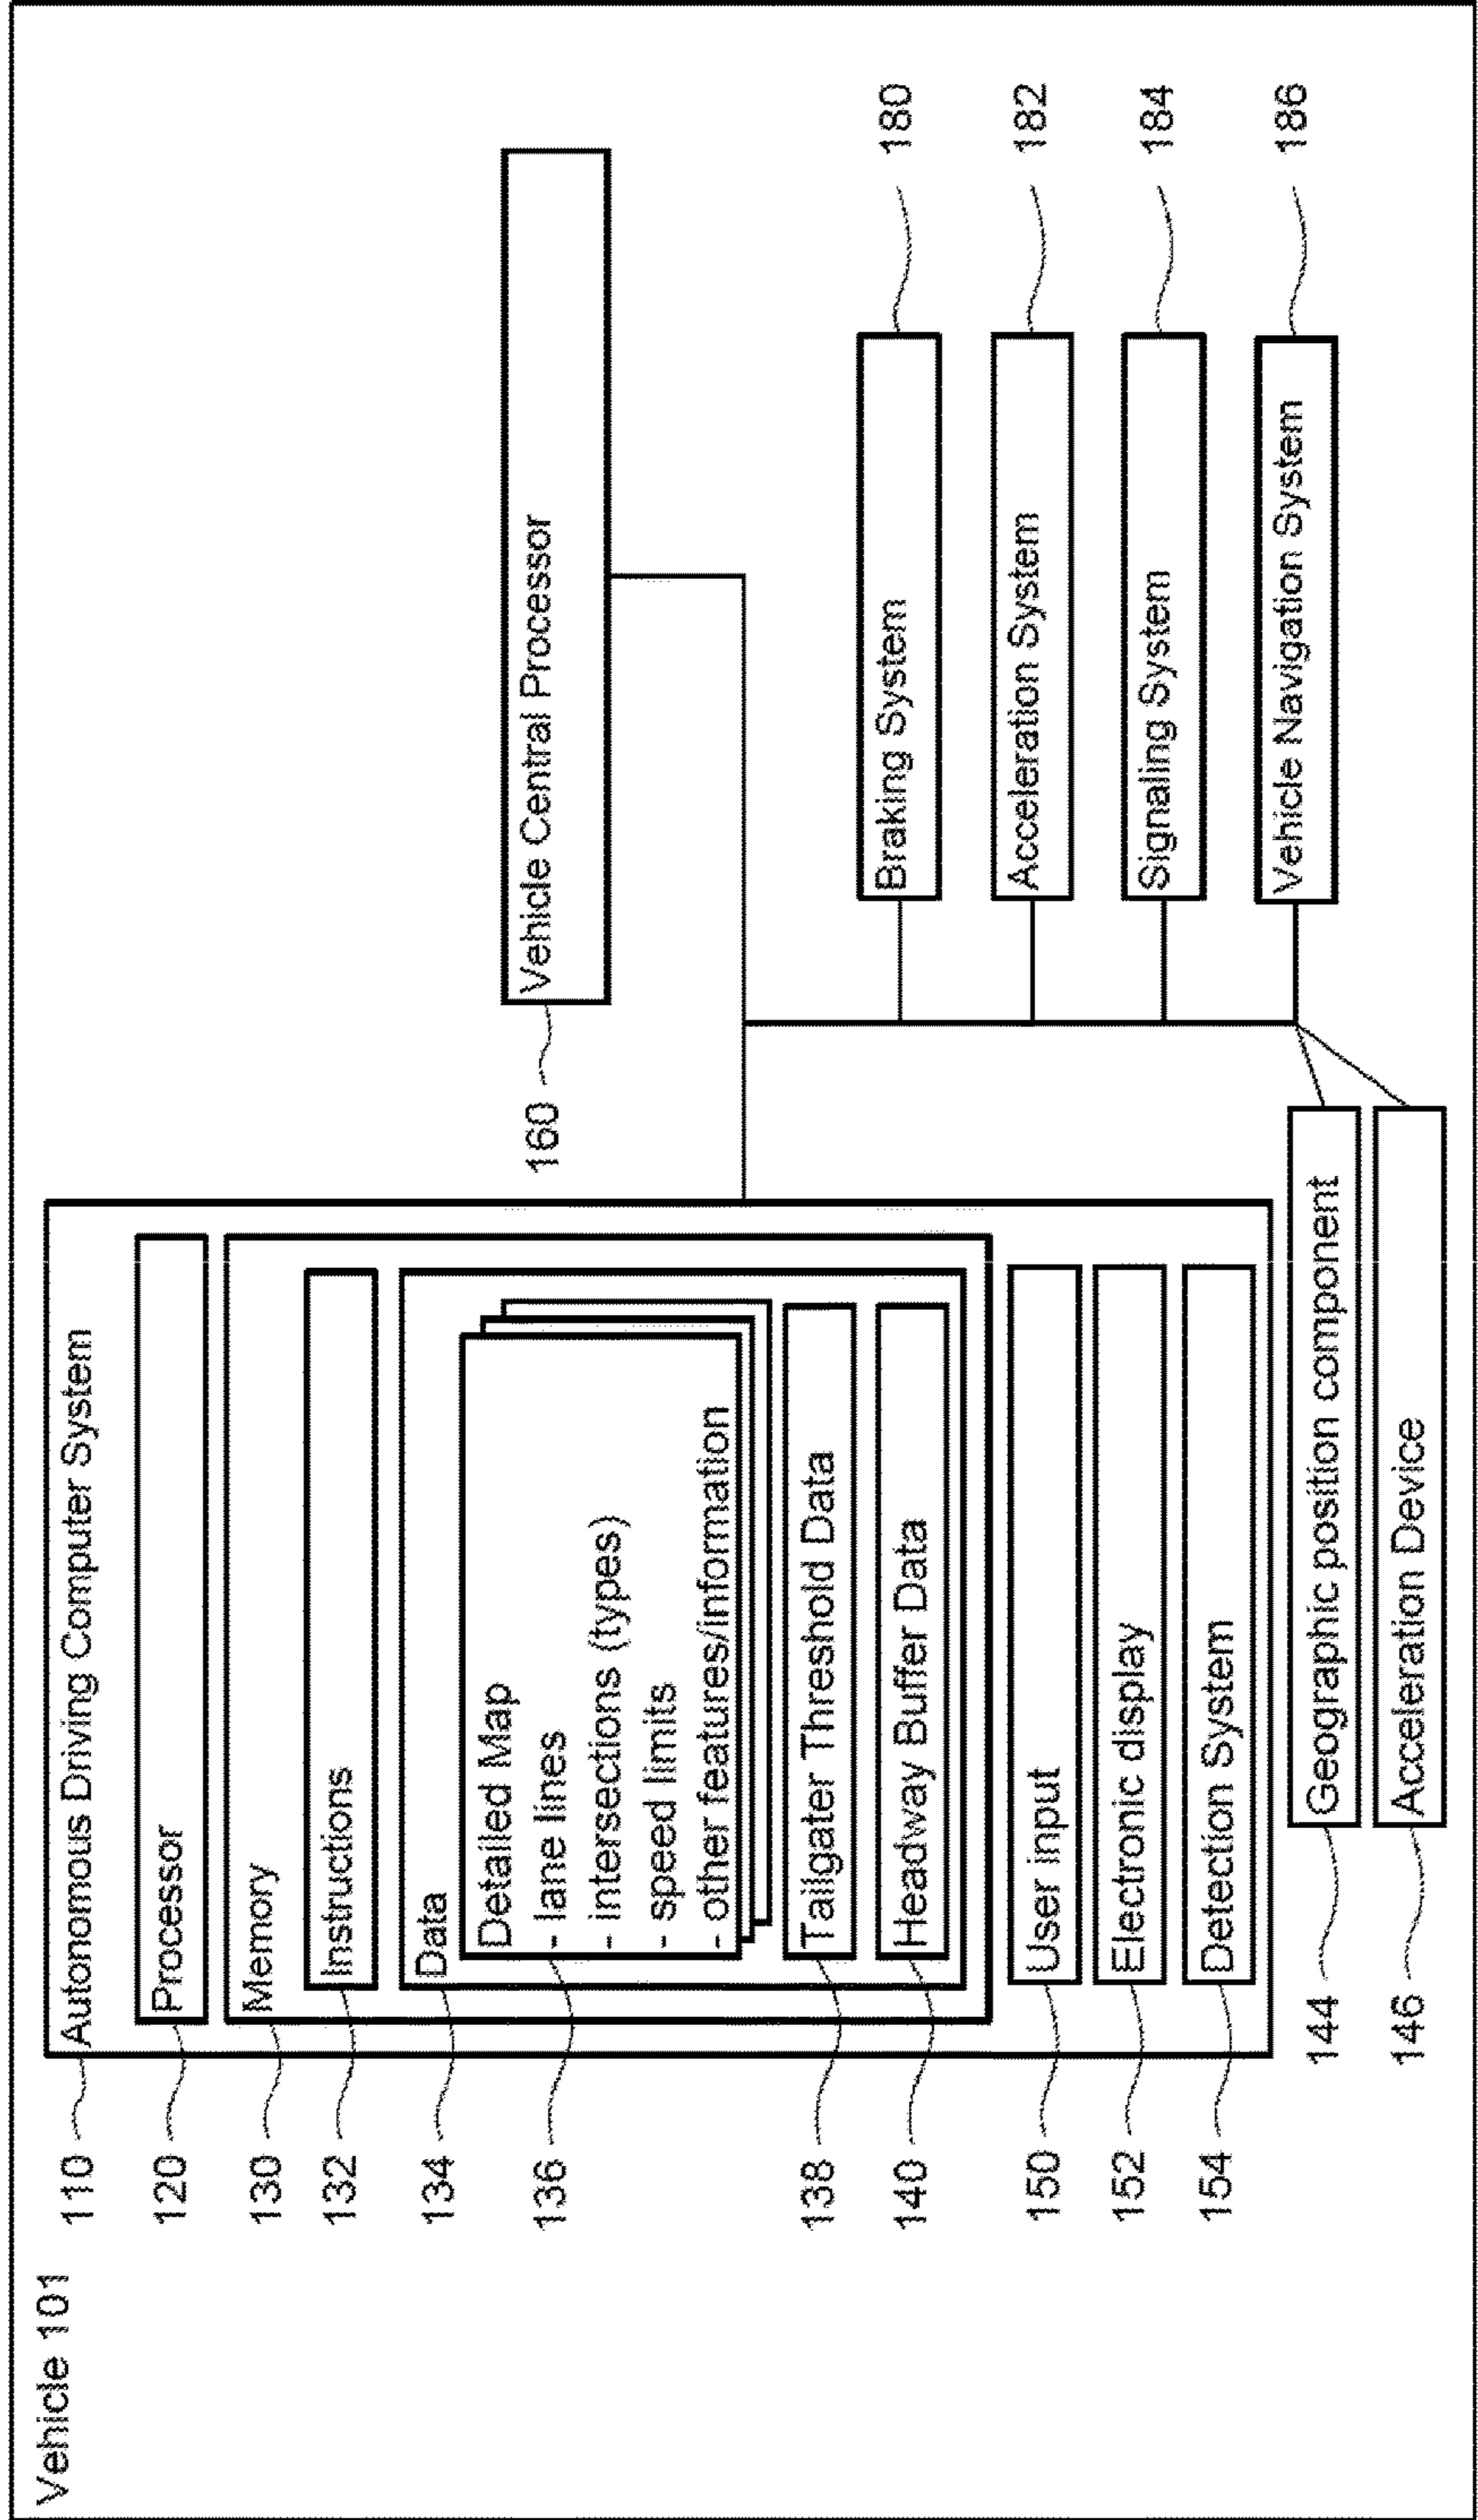 Vehicle 101
110
Autonomous Driving Computer System
120
Processor
130
Memory
132
Instructions
134
Data
136
Detailed Map
- lane lines
- intersections (types)
- speed limits
- other features/information
138
Tailgater Threshold Data
140
Headway Buffer Data
150
User input
152
Electronic display
154
Detection System
144
Geographic position component
146
Acceleration Device
160
Vehicle Central Processor
Braking System
180
Acceleration System
182
Signaling System
184
Vehicle Navigation System
186